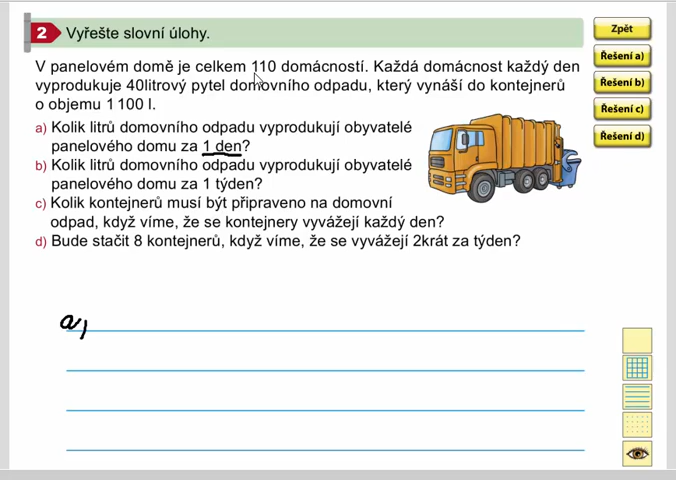 2 Vyřešte slovní úlohy.
V panelovém domě je celkem 110 domácností. Každá domácnost každý den
vyprodukuje 40litrový pytel domovního odpadu, který vynáší do kontejnerů
o objemu 1 100 l.
a) Kolik litrů domovního odpadu vyprodukují obyvatelé
panelového domu za 1 den?
b) Kolik litrů domovního odpadu vyprodukují obyvatelé
panelového domu za 1 týden?
c) Kolik kontejnerů musí být připraveno na domovní
odpad, když víme, že se kontejnery vyvážejí každý den?
d) Bude stačit 8 kontejnerů, když víme, že se vyvážejí 2krát za týden?
a)
Zpět
Řešení a)
Řešení b)
Řešení c)
Řešení d)